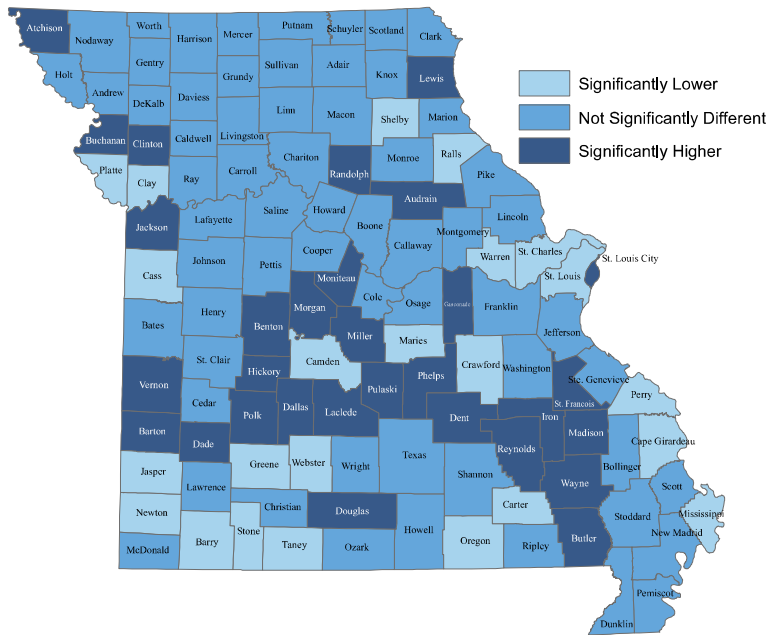 Atchison
Nodaway
Worth
Harrison
Mercer
Putnam
Schuyler
Scotland
Clark
Holt
Gentry
Grundy
Sullivan
Adair
Knox
Lewis
Significantly Lower
Andrew
DeKalb
Daviess
Linn
Macon
Shelby
Marion
Not Significantly Different
Buchanan
Clinton
Caldwell
Livingston
Chariton
Randolph
Monroe
Ralls
Significantly Higher
Platte
Clay
Ray
Carroll
Audrain
Pike
Jackson
Lafayette
Saline
Howard
Boone
Callaway
Montgomery
Lincoln
Cass
Johnson
Pettis
Cooper
Moniteau
Warren
St. Charles
St. Louis
St. Louis City
Bates
Henry
Benton
Morgan
Cole
Osage
Gasconade
Franklin
Jefferson
Vernon
St. Clair
Hickory
Camden
Miller
Maries
Crawford
Washington
Ste. Genevieve
Perry
Cedar
Polk
Dallas
Laclede
Pulaski
Phelps
Dent
Iron
St. Francois
Madison
Cape Girardeau
Barton
Dade
Greene
Webster
Wright
Texas
Shannon
Reynolds
Wayne
Bollinger
Jasper
Lawrence
Christian
Douglas
Carter
Stoddard
Scott
Mississippi
Newton
Barry
Stone
Taney
Ozark
Howell
Oregon
Ripley
Butler
New Madrid
McDonald
Dunklin
Pemiscot